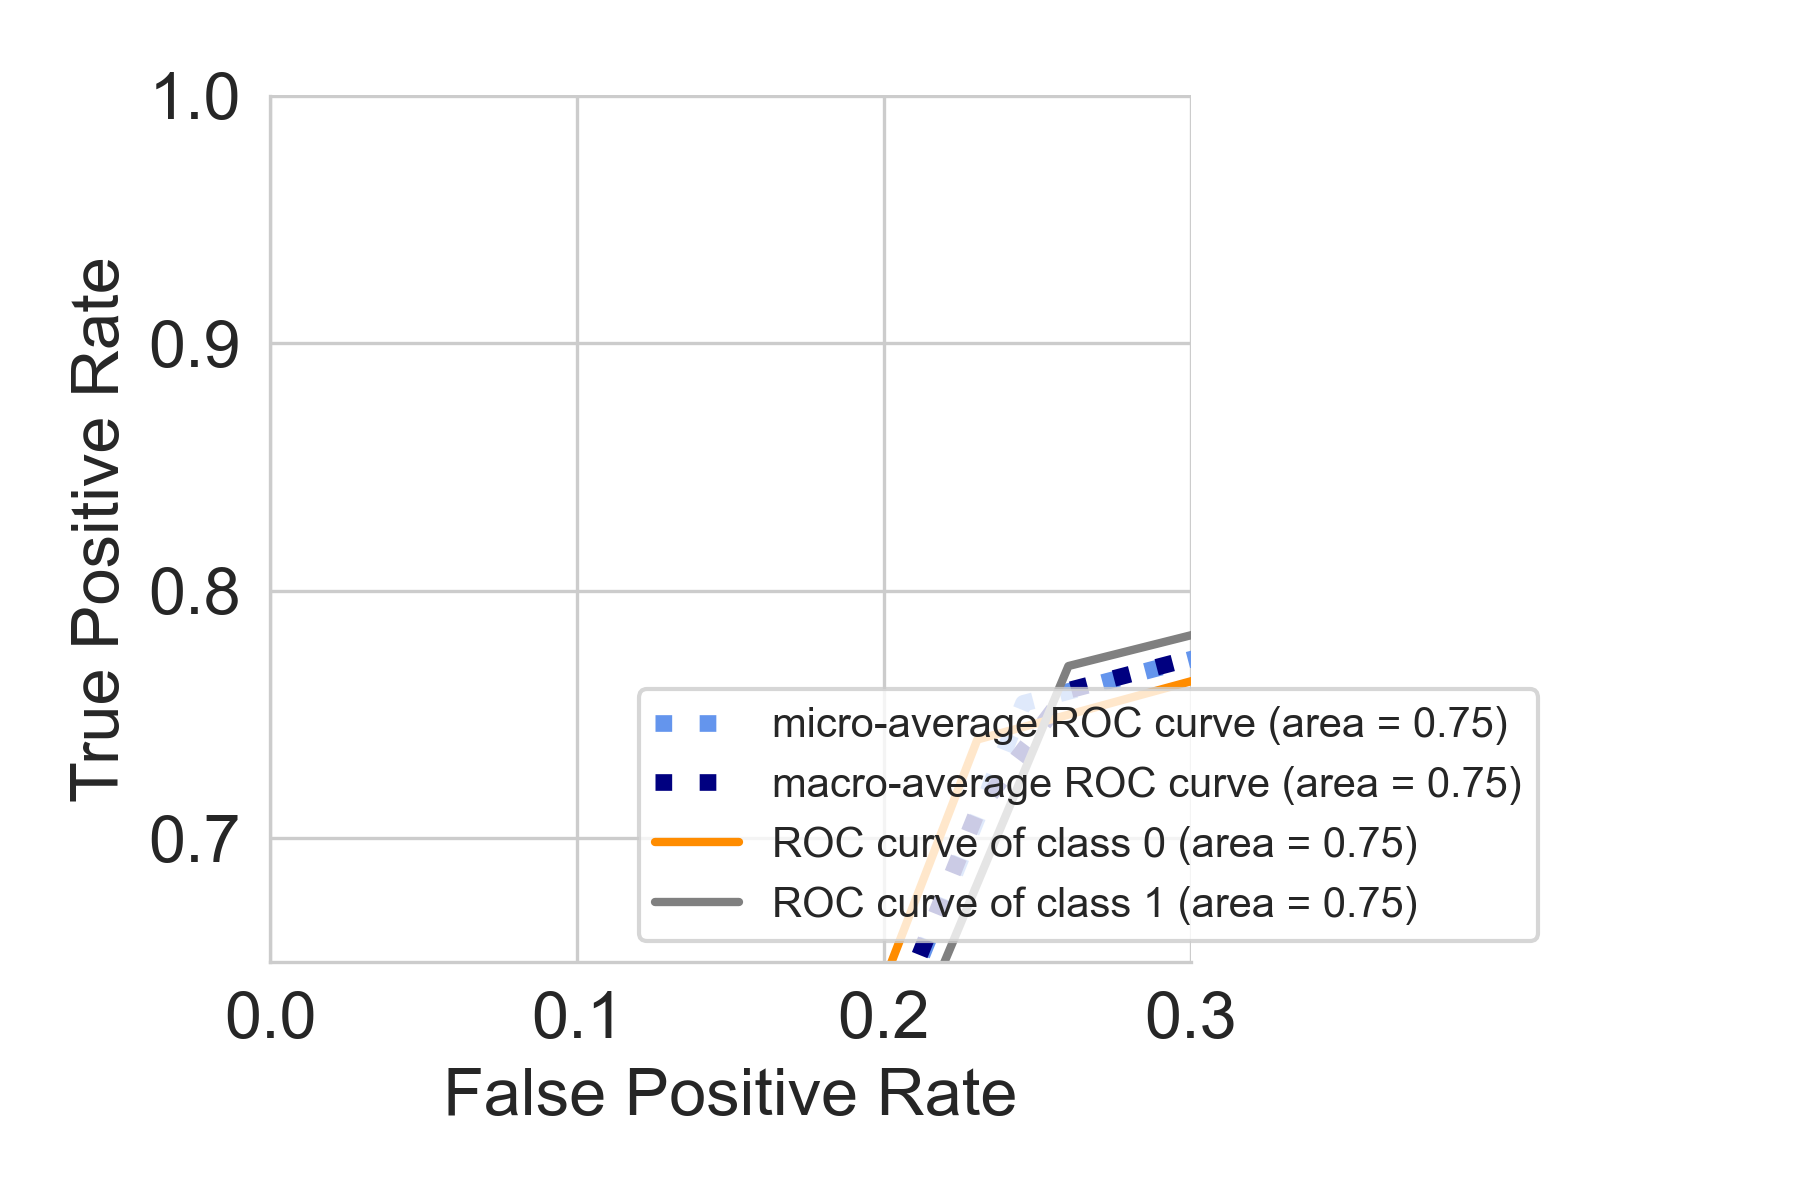 1.0
0.9
0.8
0.7
True Positive Rate
micro-average ROC curve (area = 0.75)
macro-average ROC curve (area = 0.75)
ROC curve of class 0 (area = 0.75)
ROC curve of class 1 (area = 0.75)
0.0 0.1 0.2 0.3
False Positive Rate